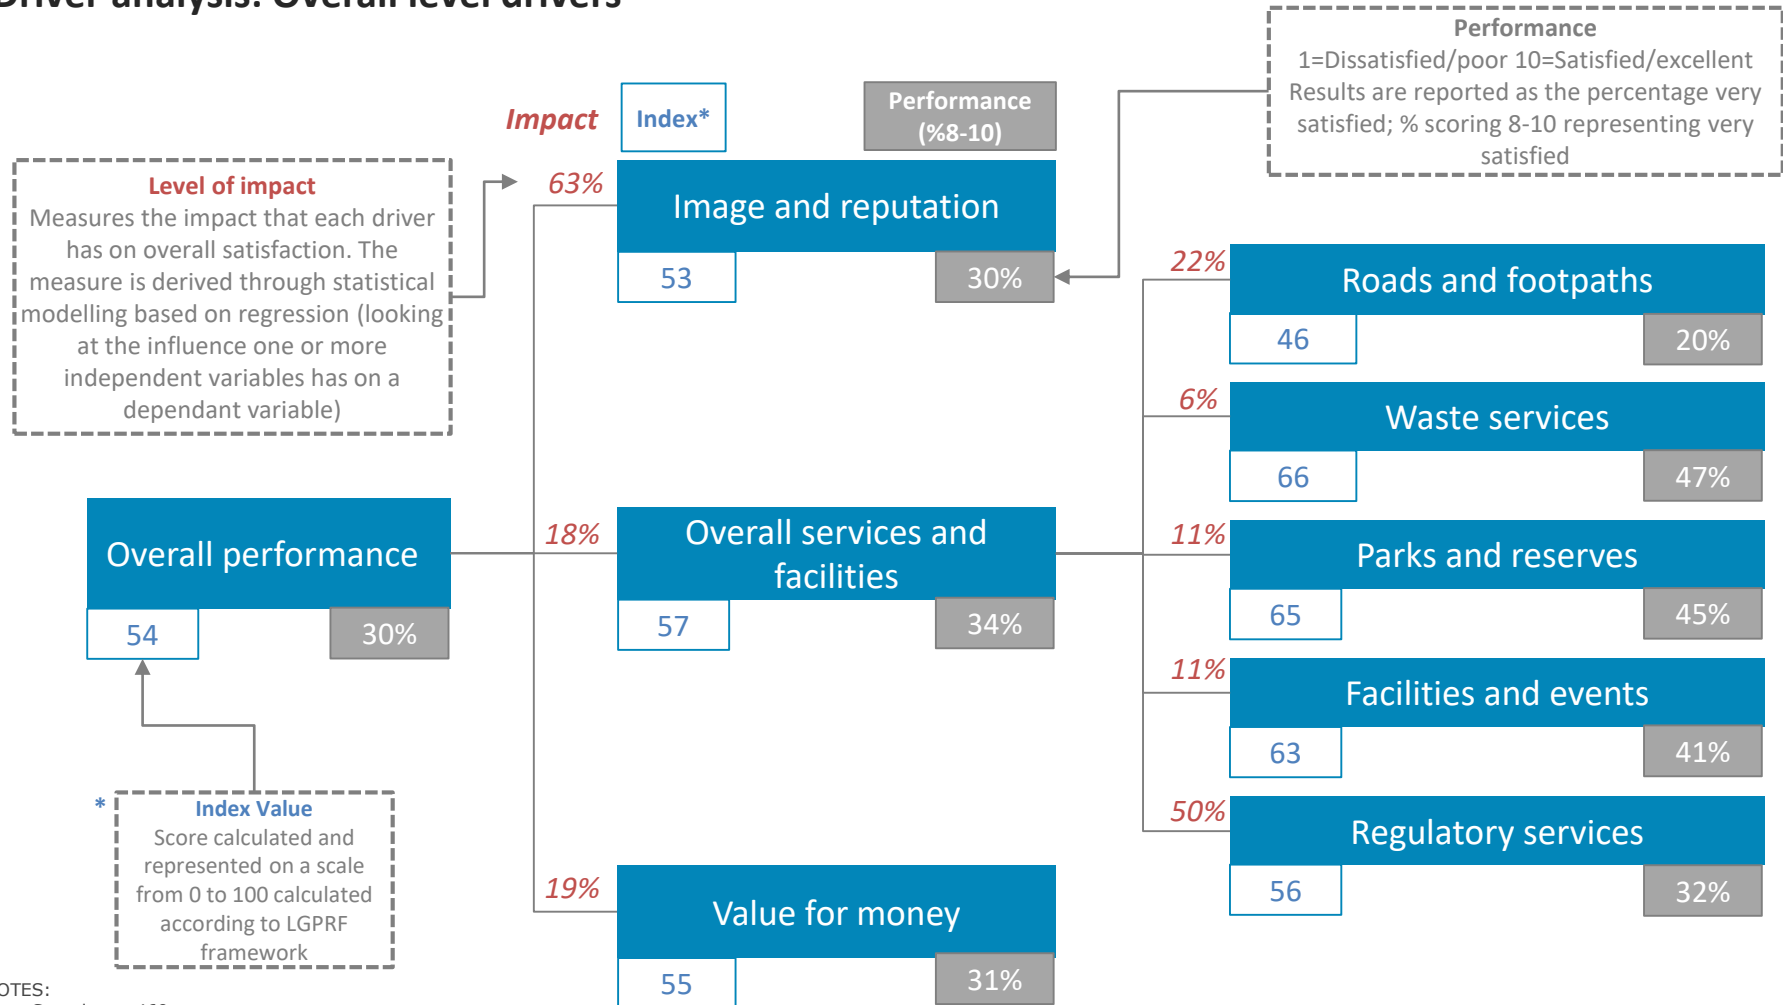 Driver analysis: Overall level drivers
Performance
1=Dissatisfied/poor 10=Satisfied/excellent
Results are reported as the percentage very
satisfied; % scoring 8-10 representing very
satisfied
Impact
Index*
Performance
(%8-10)
Level of impact
Measures the impact that each driver
has on overall satisfaction. The
measure is derived through statistical
modelling based on regression (looking
at the influence one or more
independent variables has on a
dependant variable)
63%
Image and reputation
53
30%
22%
Roads and footpaths
46
20%
6%
Waste services
66
47%
Overall performance
54
30%
18%
Overall services and
facilities
57
34%
11%
Parks and reserves
65
45%
11%
Facilities and events
63
41%
50%
Regulatory services
56
32%
* Index Value
Score calculated and
represented on a scale
from 0 to 100 calculated
according to LGPRF
framework
19%
Value for money
55
31%
OTES: